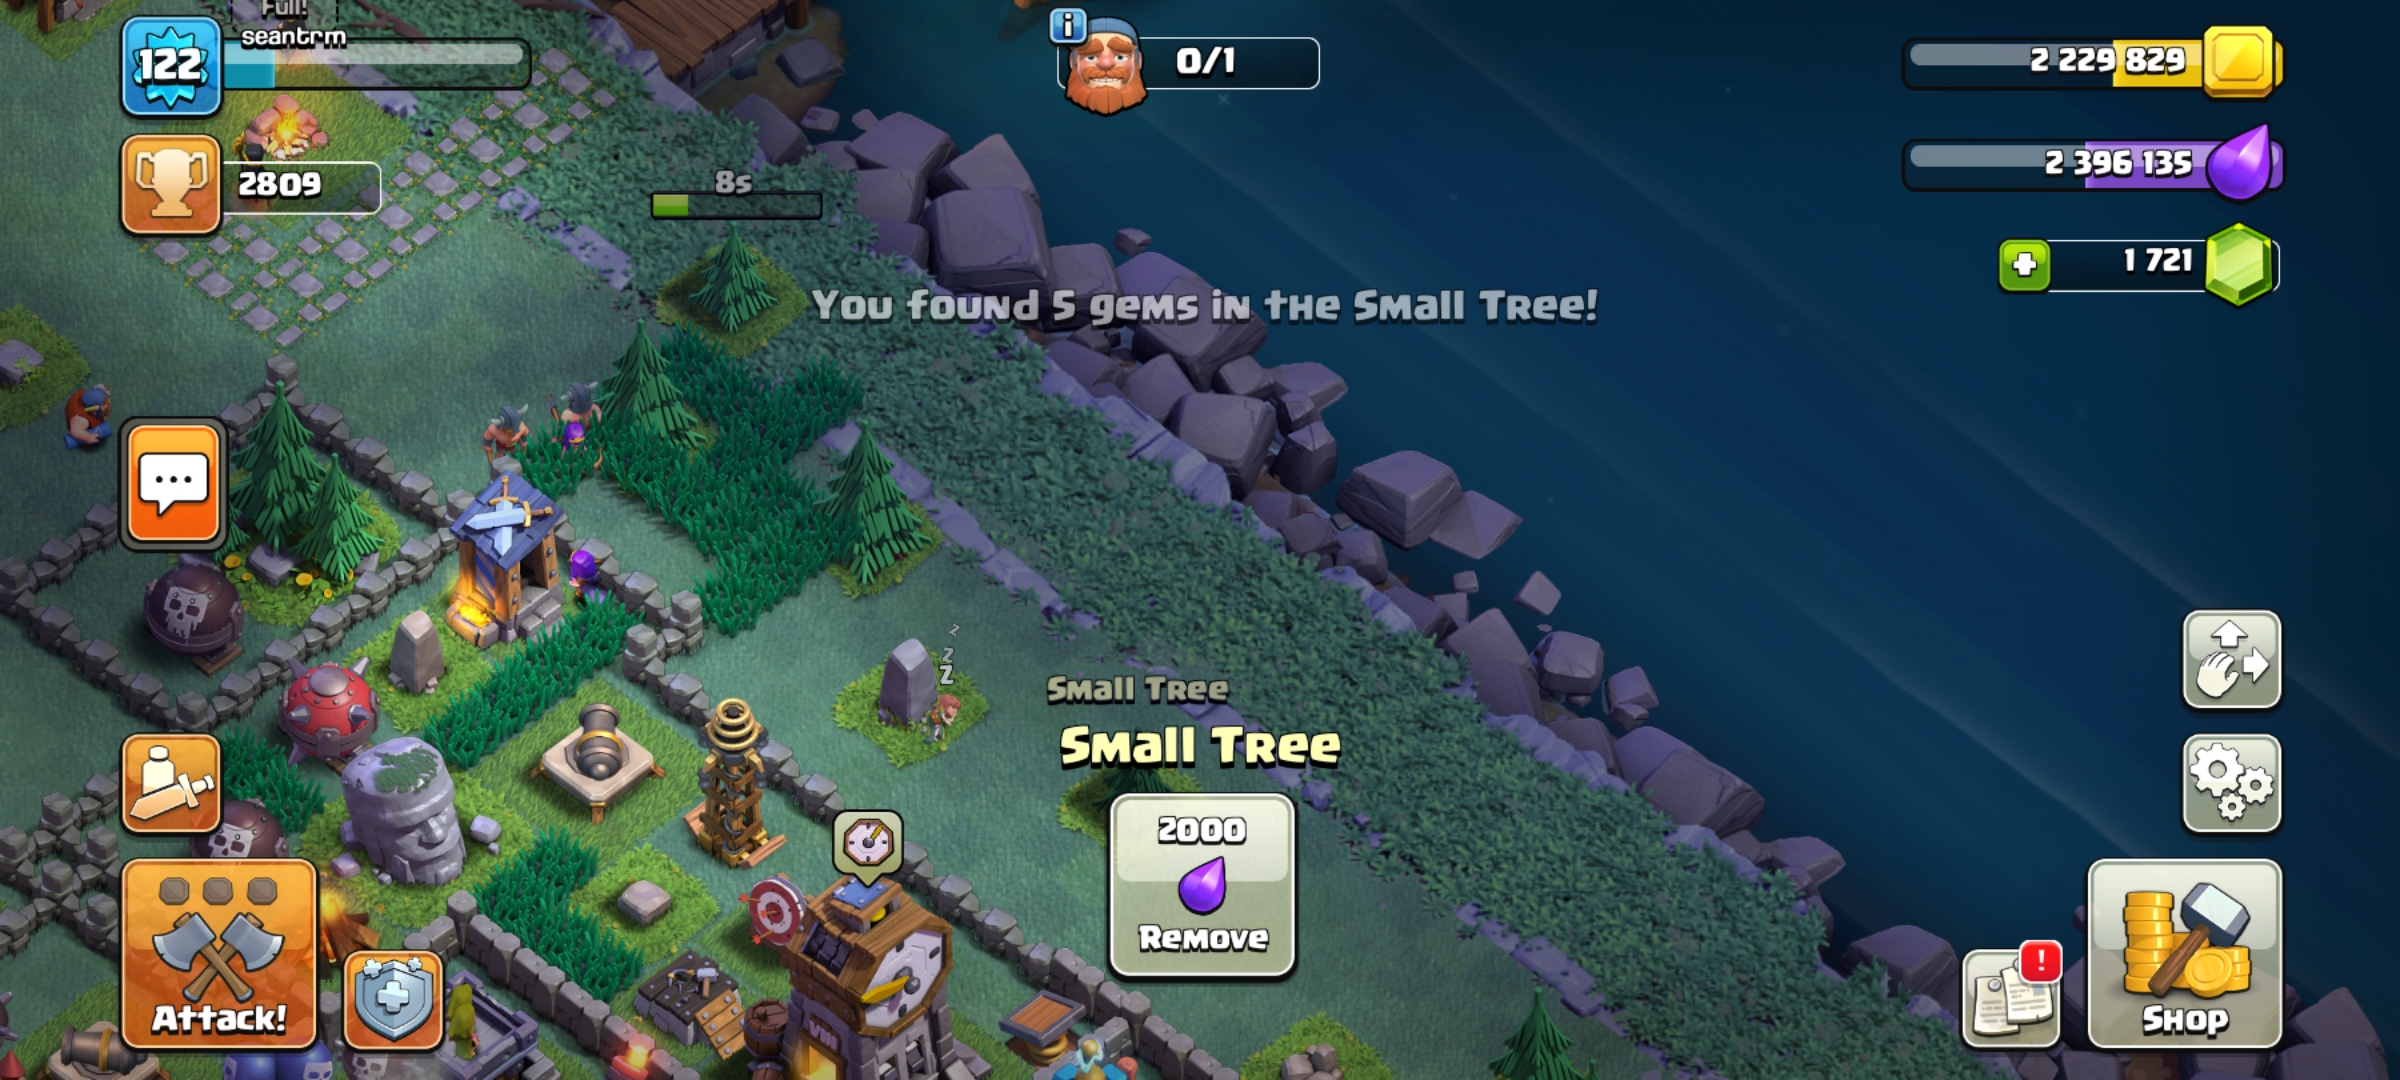 Full!
seantrm
122
0/1
2 229 829
2809
8s
2 396 135
1 721
You found 5 gems in the Small Tree!
z
z
z
Small Tree
Small Tree
2000
Remove
!
Attack!
Shop